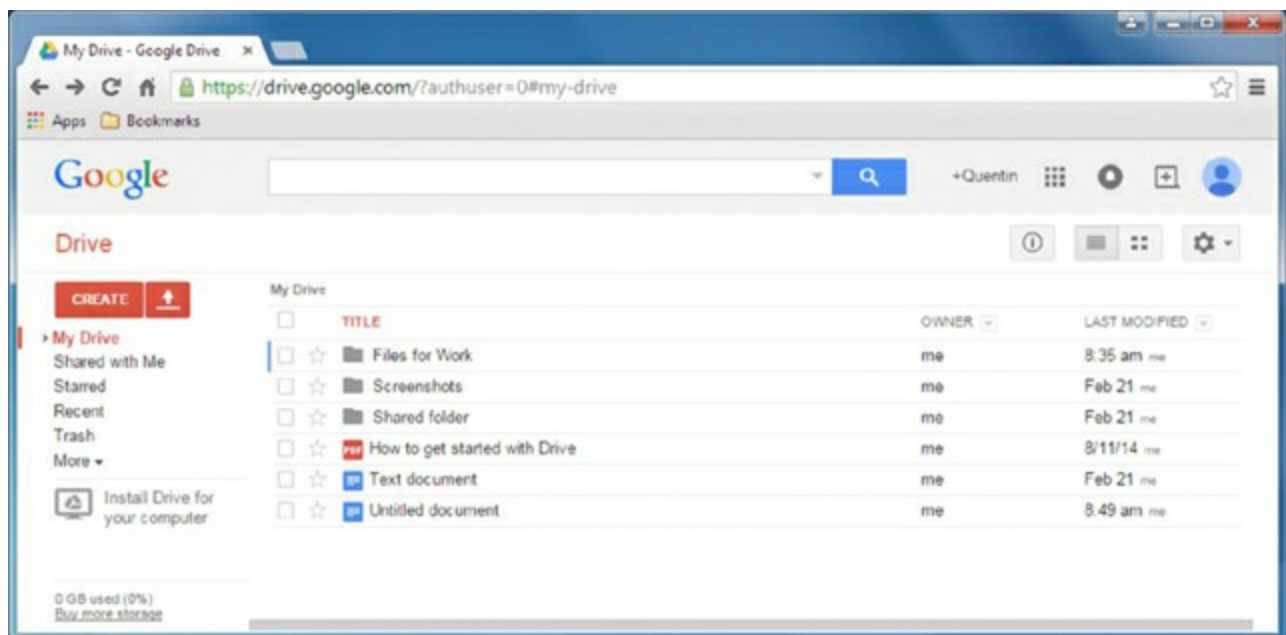 My Drive - Google Drive
https://drive.google.com/?authuser=0#my-drive
Apps Bookmarks
Google
+Quentin
Drive
CREATE
My Drive
Shared with Me
Starred
Recent
Trash
More
Install Drive for
your computer
0 GB used (0%)
Buy more storage
My Drive
TITLE OWNER LAST MODIFIED
Files for Work me 8:35 am me
Screenshots me Feb 21 me
Shared folder me Feb 21 me
PDF How to get started with Drive me 8/11/14 me
Text document me Feb 21 me
Untitled document me 8:49 am me